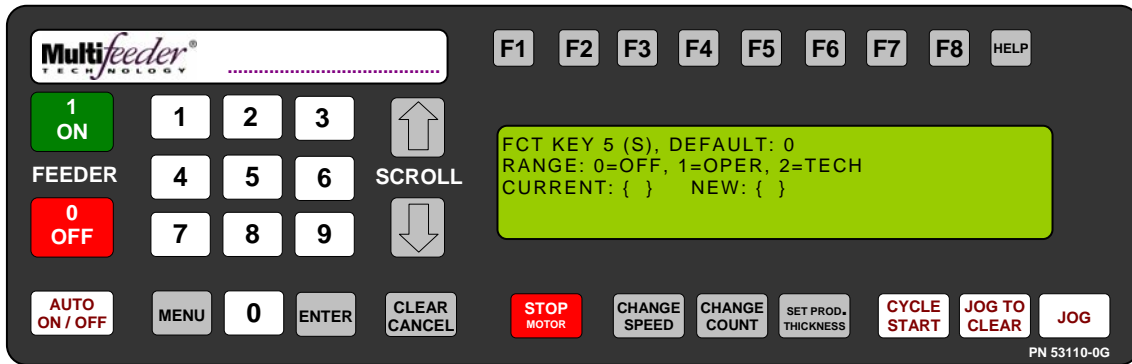 Multifeeder®
TECHNOLOGY
F1 F2 F3 F4 F5 F6 F7 F8 HELP
1
ON
FEEDER
0
OFF
1 2 3
4 5 6
7 8 9
SCROLL
FCT KEY 5 (S), DEFAULT: 0
RANGE: 0=OFF, 1=OPER, 2=TECH
CURRENT: { } NEW: { }
AUTO
ON / OFF
MENU 0 ENTER
CLEAR
CANCEL
STOP
MOTOR
CHANGE
SPEED
CHANGE
COUNT
SET PROD.
THICKNESS
CYCLE
START
JOG TO
CLEAR
JOG
PN 53110-0G